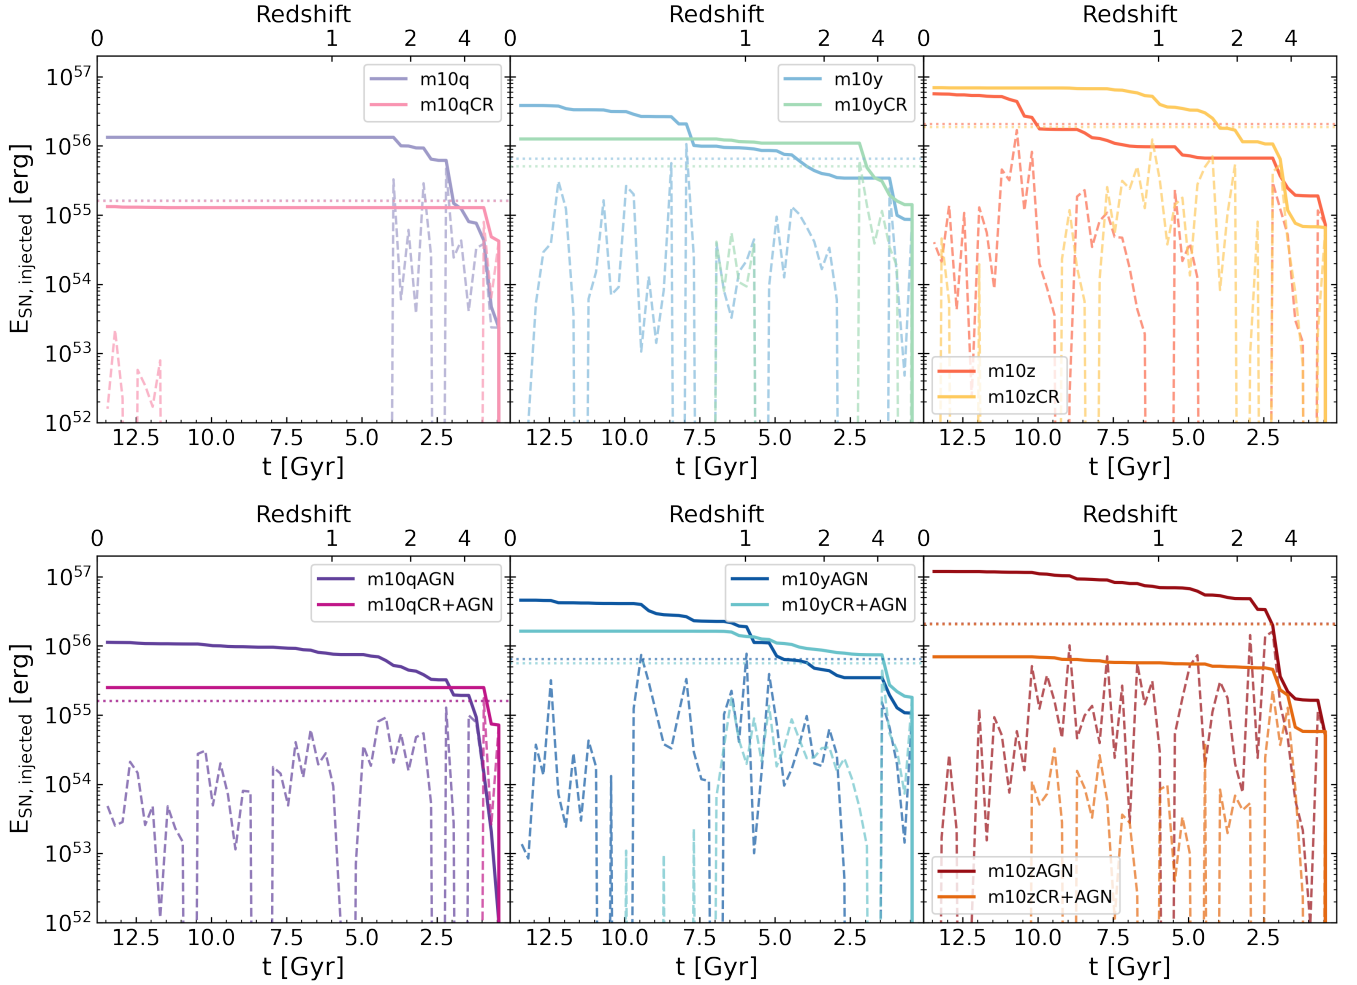 Redshift Redshift Redshift
0 1 2 4 0 1 2 4 0 1 2 4
m10q
m10qCR
m10y
m10yCR
m10z
m10zCR
10^57
10^56
10^55
10^54
10^53
10^52
E_SN, injected [erg]
12.5 10.0 7.5 5.0 2.5 12.5 10.0 7.5 5.0 2.5 12.5 10.0 7.5 5.0 2.5
t [Gyr] t [Gyr] t [Gyr]
Redshift Redshift Redshift
0 1 2 4 0 1 2 4 0 1 2 4
m10qAGN
m10qCR+AGN
m10yAGN
m10yCR+AGN
m10zAGN
m10zCR+AGN
10^57
10^56
10^55
10^54
10^53
10^52
E_SN, injected [erg]
12.5 10.0 7.5 5.0 2.5 12.5 10.0 7.5 5.0 2.5 12.5 10.0 7.5 5.0 2.5
t [Gyr] t [Gyr] t [Gyr]